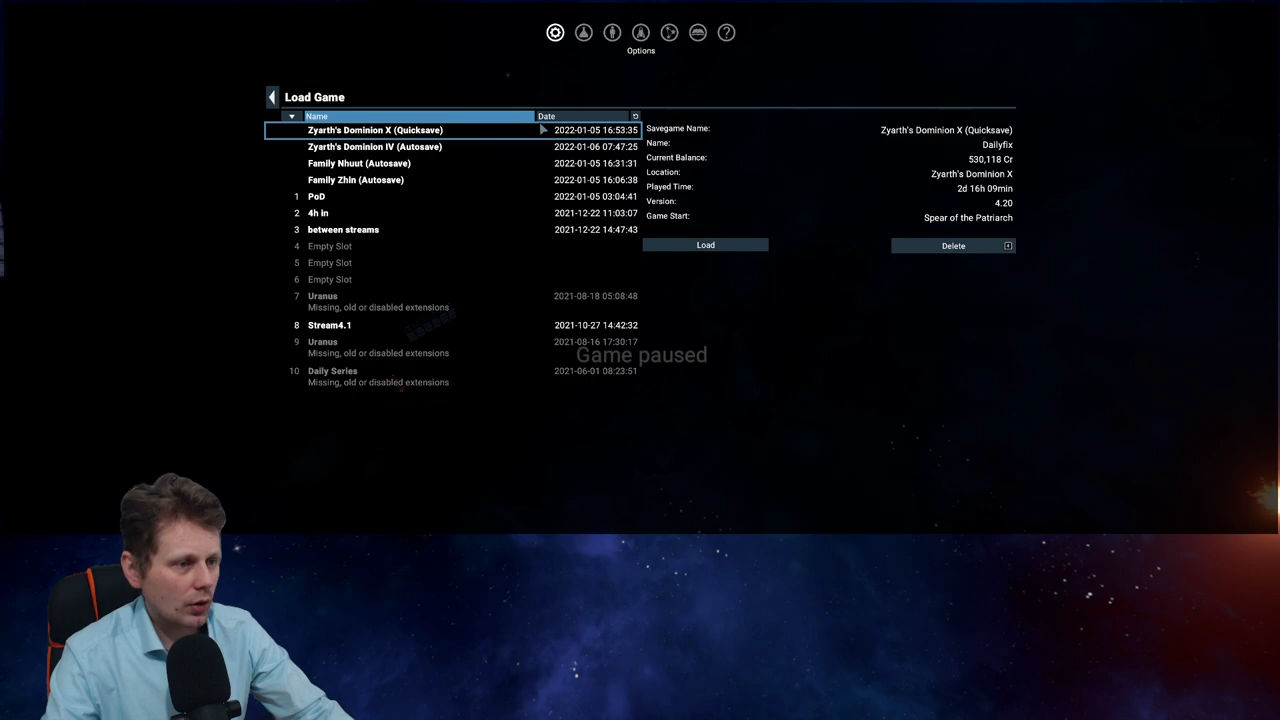 Options
Load Game
Name Date
Zyarth's Dominion X (Quicksave) 2022-01-05 16:53:35
Zyarth's Dominion IV (Autosave) 2022-01-06 07:47:25
Family Nhuut (Autosave) 2022-01-06 16:31:31
Family Zhin (Autosave) 2022-01-05 16:06:38
1 PoD 2022-01-05 03:04:41
2 4h in 2021-12-22 11:03:07
3 between streams 2021-12-22 14:47:43
4 Empty Slot
5 Empty Slot
6 Empty Slot
7 Uranus 2021-08-18 05:08:48
Missing, old or disabled extensions
8 Stream4.1 2021-10-27 14:42:32
9 Uranus 2021-08-16 17:30:17
Missing, old or disabled extensions
10 Daily Series 2021-06-01 08:23:51
Missing, old or disabled extensions
Savegame Name: Zyarth's Dominion X (Quicksave)
Name: Dailyfix
Current Balance: 530,118 Cr
Location: Zyarth's Dominion X
Played Time: 2d 16h 09min
Version: 4.20
Game Start: Spear of the Patriarch
Load Delete
Game paused